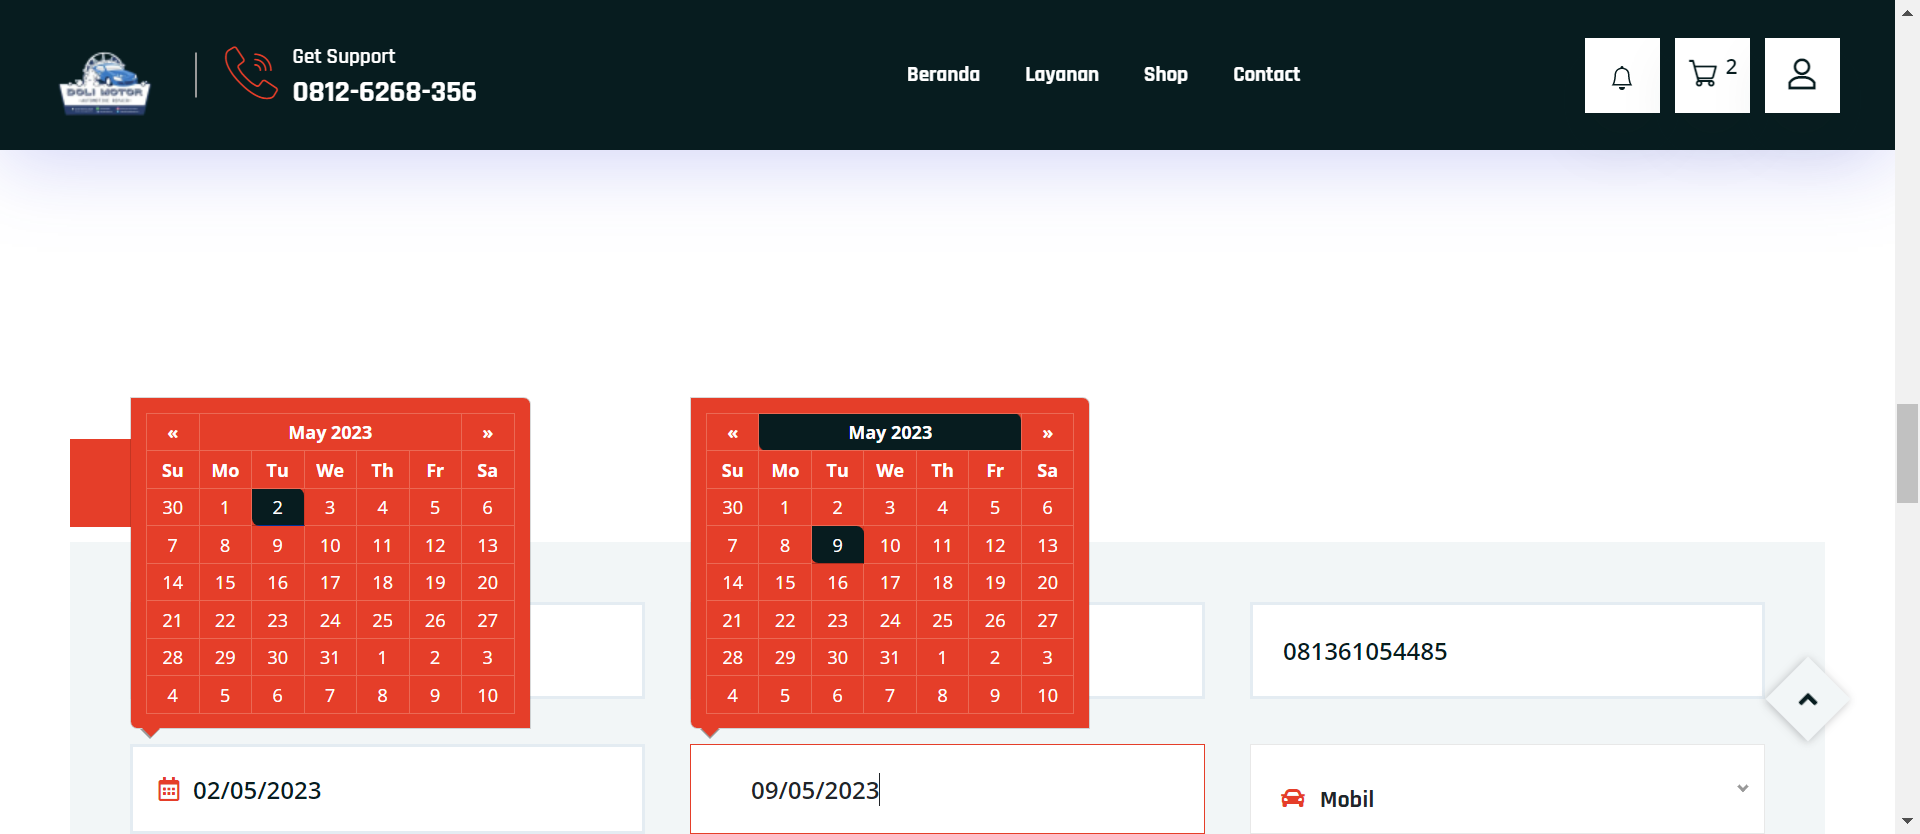 DOLI MOTOR
Get Support
0812-6268-356
Beranda
Layanan
Shop
Contact
2
« May 2023 »
Su Mo Tu We Th Fr Sa
30 1 2 3 4 5 6
7 8 9 10 11 12 13
14 15 16 17 18 19 20
21 22 23 24 25 26 27
28 29 30 31 1 2 3
4 5 6 7 8 9 10
« May 2023 »
Su Mo Tu We Th Fr Sa
30 1 2 3 4 5 6
7 8 9 10 11 12 13
14 15 16 17 18 19 20
21 22 23 24 25 26 27
28 29 30 31 1 2 3
4 5 6 7 8 9 10
081361054485
02/05/2023
09/05/2023
Mobil